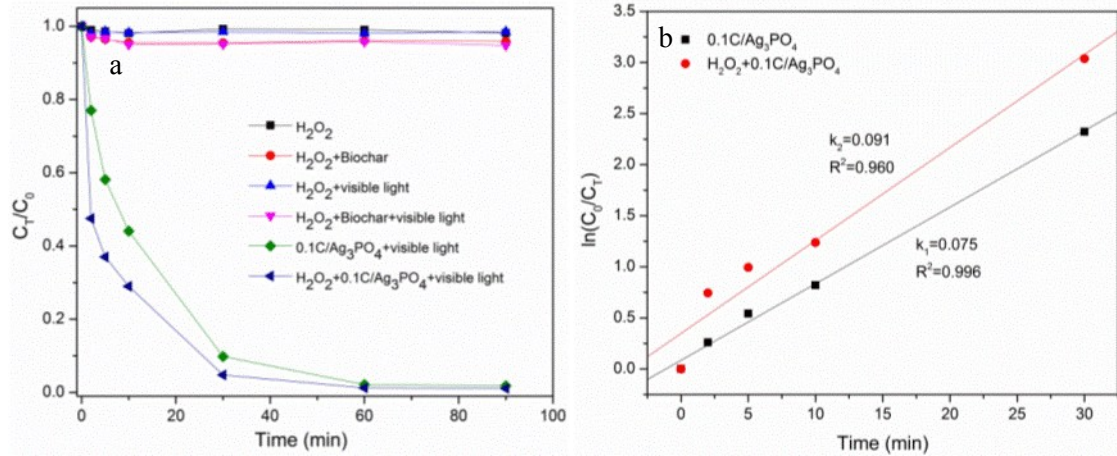 a
C_T/C_0
1.0
0.8
0.6
0.4
0.2
0.0
H₂O₂
H₂O₂+Biochar
H₂O₂+visible light
H₂O₂+Biochar+visible light
0.1C/Ag₃PO₄+visible light
H₂O₂+0.1C/Ag₃PO₄+visible light
0 20 40 60 80 100
Time (min)
b
ln(C₀/C_T)
3.5
3.0
2.5
2.0
1.5
1.0
0.5
0.0
0.1C/Ag₃PO₄
H₂O₂+0.1C/Ag₃PO₄
k₂=0.091
R²=0.960
k₁=0.075
R²=0.996
0 5 10 15 20 25 30
Time (min)